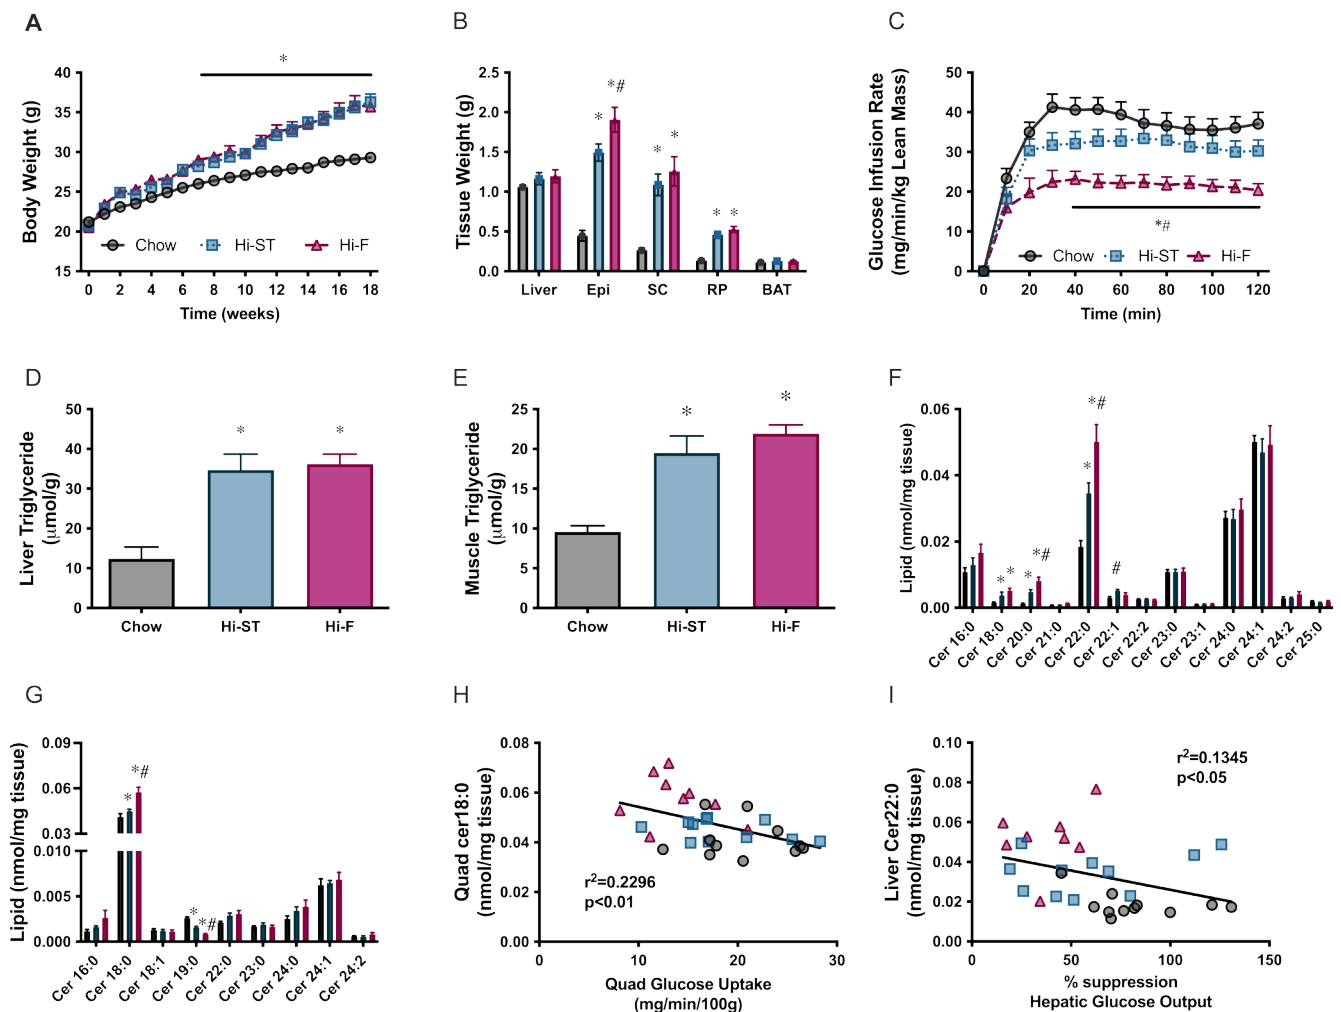 A
Body Weight (g)
40
35
30
25
20
15
*
Chow
Hi-ST
Hi-F
0 2 4 6 8 10 12 14 16 18
Time (weeks)
B
Tissue Weight (g)
2.5
2.0
1.5
1.0
0.5
0.0
* *# * * * *
Liver Epi SC RP BAT
C
Glucose Infusion Rate
(mg/min/kg Lean Mass)
50
40
30
20
10
0
*#
Chow
Hi-ST
Hi-F
0 20 40 60 80 100 120
Time (min)
D
Liver Triglyceride
(μmol/g)
50
40
30
20
10
0
* *
Chow Hi-ST Hi-F
E
Muscle Triglyceride
(μmol/g)
25
20
15
10
5
0
* *
Chow Hi-ST Hi-F
F
Lipid (nmol/mg tissue)
0.06
0.04
0.02
0.00
* * * *# * *# #
Cer 16:0
Cer 18:0
Cer 20:0
Cer 21:0
Cer 22:0
Cer 22:1
Cer 22:2
Cer 23:0
Cer 23:1
Cer 24:0
Cer 24:1
Cer 24:2
Cer 25:0
G
Lipid (nmol/mg tissue)
0.09
0.06
0.03
0.010
0.005
0.000
* *# * *#
Cer 16:0
Cer 18:0
Cer 18:1
Cer 19:0
Cer 22:0
Cer 23:0
Cer 24:0
Cer 24:1
Cer 24:2
H
Quad cer18:0
(nmol/mg tissue)
0.08
0.06
0.04
0.02
0.00
r²=0.2296
p<0.01
0 10 20 30
Quad Glucose Uptake
(mg/min/100g)
I
Liver Cer22:0
(nmol/mg tissue)
0.10
0.08
0.06
0.04
0.02
0.00
r²=0.1345
p<0.05
0 50 100 150
% suppression
Hepatic Glucose Output